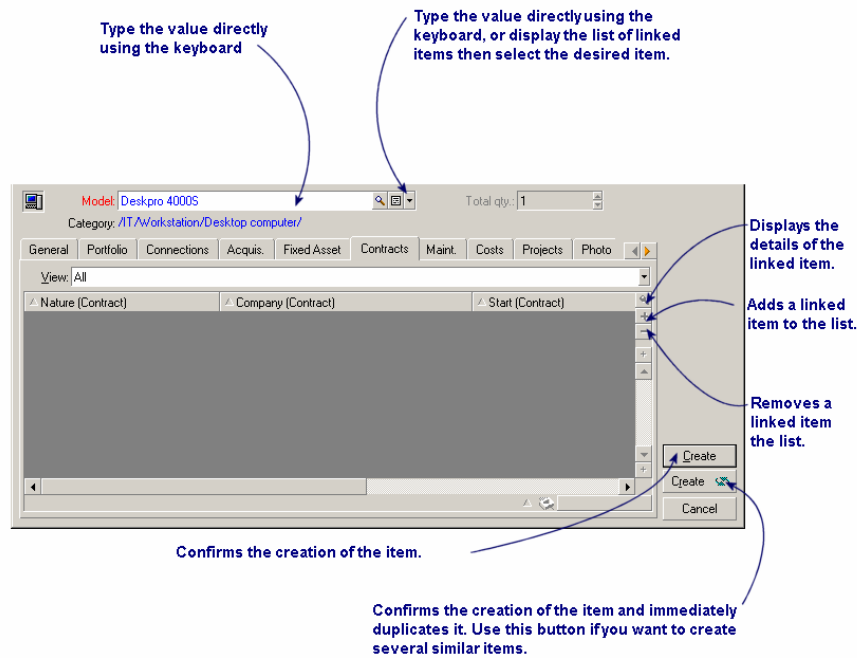 Type the value directly
using the keyboard
Type the value directly using the
keyboard, or display the list of linked
items then select the desired item.
Model: Deskpro 4000S
Total qty.: 1
Category: /IT/Workstation/Desktop computer/
General Portfolio Connections Acquis. Fixed Asset Contracts Maint. Costs Projects Photo
View: All
Nature (Contract) Company (Contract) Start (Contract)
Displays the
details of the
linked item.
Adds a linked
item to the list.
Removes a
linked item
the list.
Create
Create
Cancel
Confirms the creation of the item.
Confirms the creation of the item and immediately
duplicates it. Use this button if you want to create
several similar items.